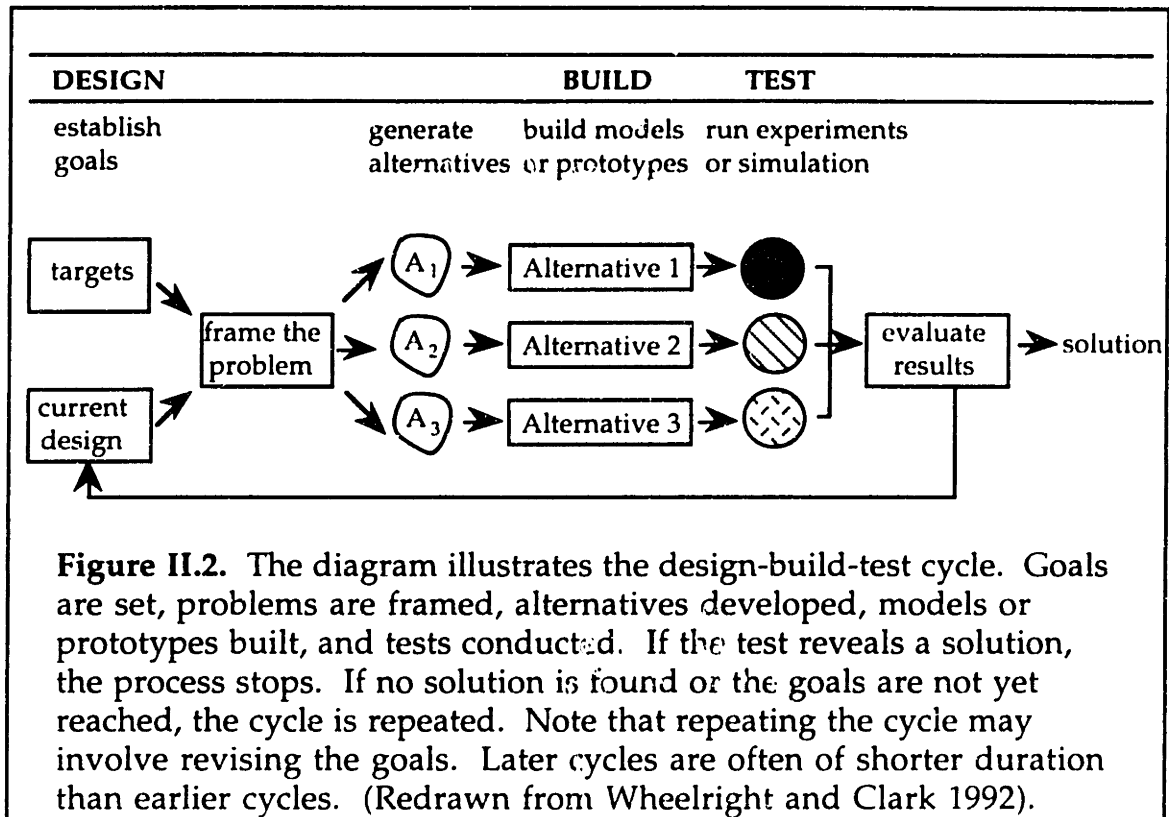 DESIGN BUILD TEST
establish generate build models run experiments
goals alternatives or prototypes or simulation
targets
frame the
problem
current
design
A1 Alternative 1
A2 Alternative 2
A3 Alternative 3
evaluate
results
solution
Figure II.2. The diagram illustrates the design-build-test cycle. Goals
are set, problems are framed, alternatives developed, models or
prototypes built, and tests conducted. If the test reveals a solution,
the process stops. If no solution is found or the goals are not yet
reached, the cycle is repeated. Note that repeating the cycle may
involve revising the goals. Later cycles are often of shorter duration
than earlier cycles. (Redrawn from Wheelright and Clark 1992).